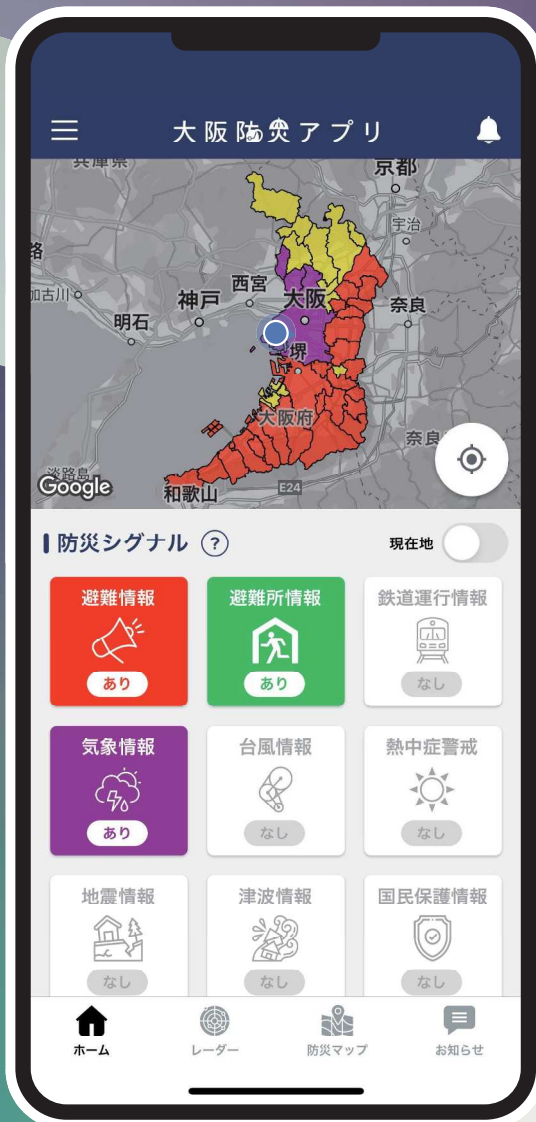 大阪防災アプリ
兵庫県
京都
宇治
路
加古川
西宮
神戸
大阪
奈良
明石
堺
大阪府
奈良
淡路島
Google
和歌山
E24
防災シグナル ?
現在地
避難情報
あり
避難所情報
あり
鉄道運行情報
なし
気象情報
あり
台風情報
なし
熱中症警戒
なし
地震情報
なし
津波情報
なし
国民保護情報
なし
ホーム
レーダー
防災マップ
お知らせ